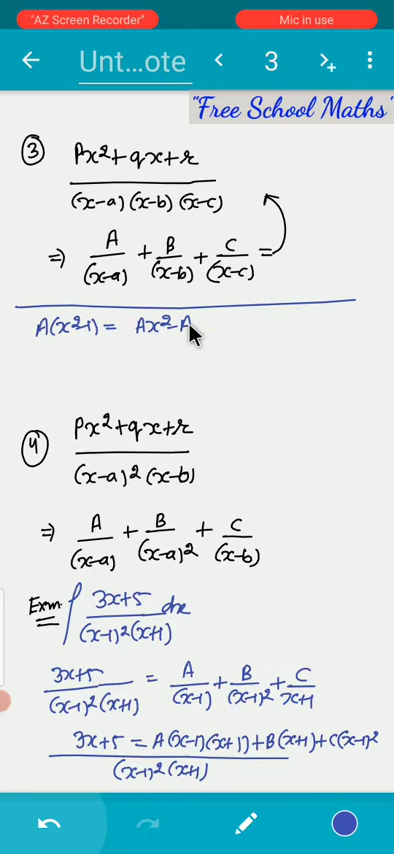 "AZ Screen Recorder" Mic in use
Unt...ote 3
"Free School Maths"
③ Px²+qx+r
(x-a)(x-b)(x-c)
⇒ A/(x-a) + B/(x-b) + C/(x-c) =
A(x²-1) = Ax²-A
④ Px²+qx+r
(x-a)²(x-b)
⇒ A/(x-a) + B/(x-a)² + C/(x-b)
Exm. ∫ 3x+5/(x-1)²(x+1) dx
3x+5/(x-1)²(x+1) = A/(x-1) + B/(x-1)² + C/x+1
3x+5 = A(x-1)(x+1)+B(x+1)+C(x-1)²
(x-1)²(x+1)